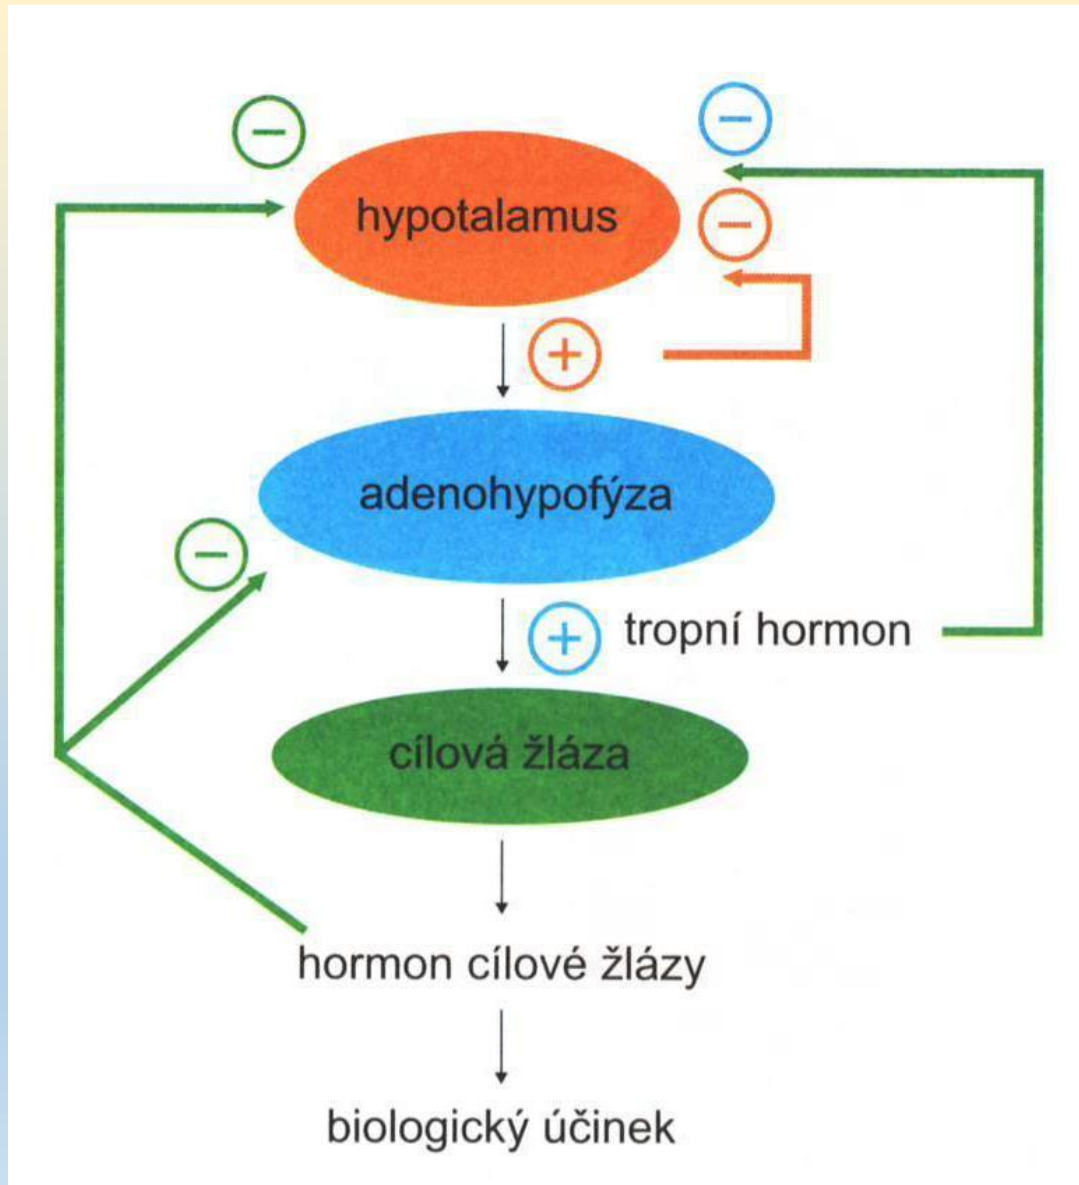 −
−
hypotalamus
−
+
adenohypofýza
−
+
tropní hormon
cílová žláza
hormon cílové žlázy
biologický účinek